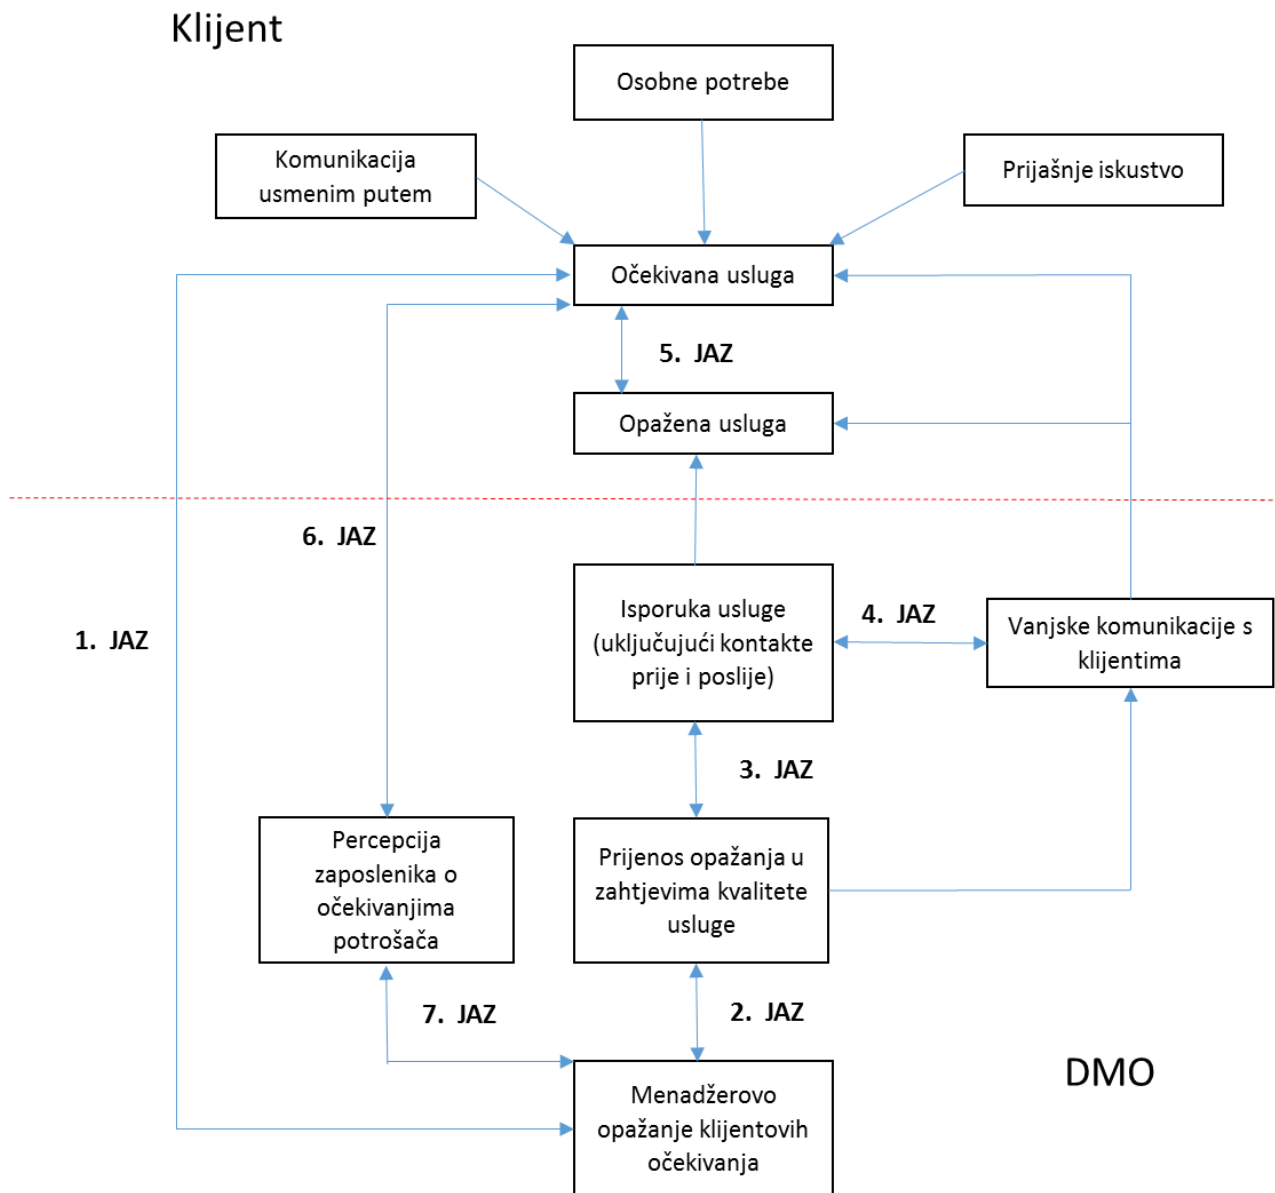 Klijent
Osobne potrebe
Komunikacija
usmenim putem
Prijašnje iskustvo
Očekivana usluga
5. JAZ
Opažena usluga
6. JAZ
1. JAZ
Isporuka usluge
(uključujući kontakte
prije i poslije)
4. JAZ
Vanjske komunikacije s
klijentima
3. JAZ
Percepcija
zaposlenika o
očekivanjima
potrošača
Prijenos opažanja u
zahtjevima kvalitete
usluge
7. JAZ
2. JAZ
DMO
Menadžerovo
opažanje klijentovih
očekivanja